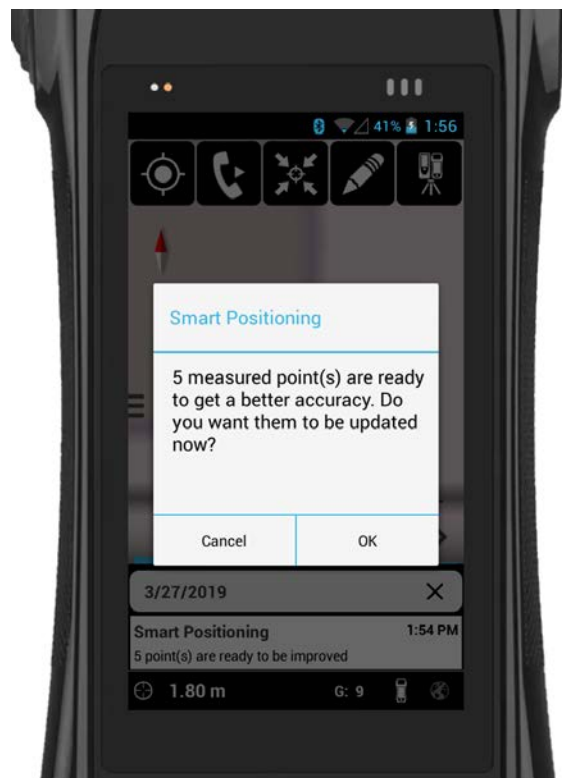 41% 1:56
Smart Positioning
5 measured point(s) are ready
to get a better accuracy. Do
you want them to be updated
now?
Cancel OK
3/27/2019
Smart Positioning 1:54 PM
5 point(s) are ready to be improved
1.80 m G: 9